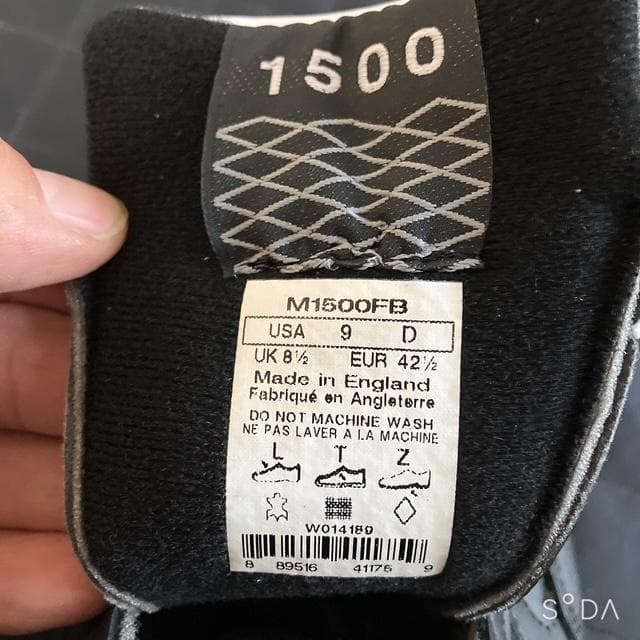 1500
M1500FB
USA 9 D
UK 8½ EUR 42½
Made in England
Fabriqué en Angleterre
DO NOT MACHINE WASH
NE PAS LAVER A LA MACHINE
L T Z
W014189
8 89516 41175 9
S°DA